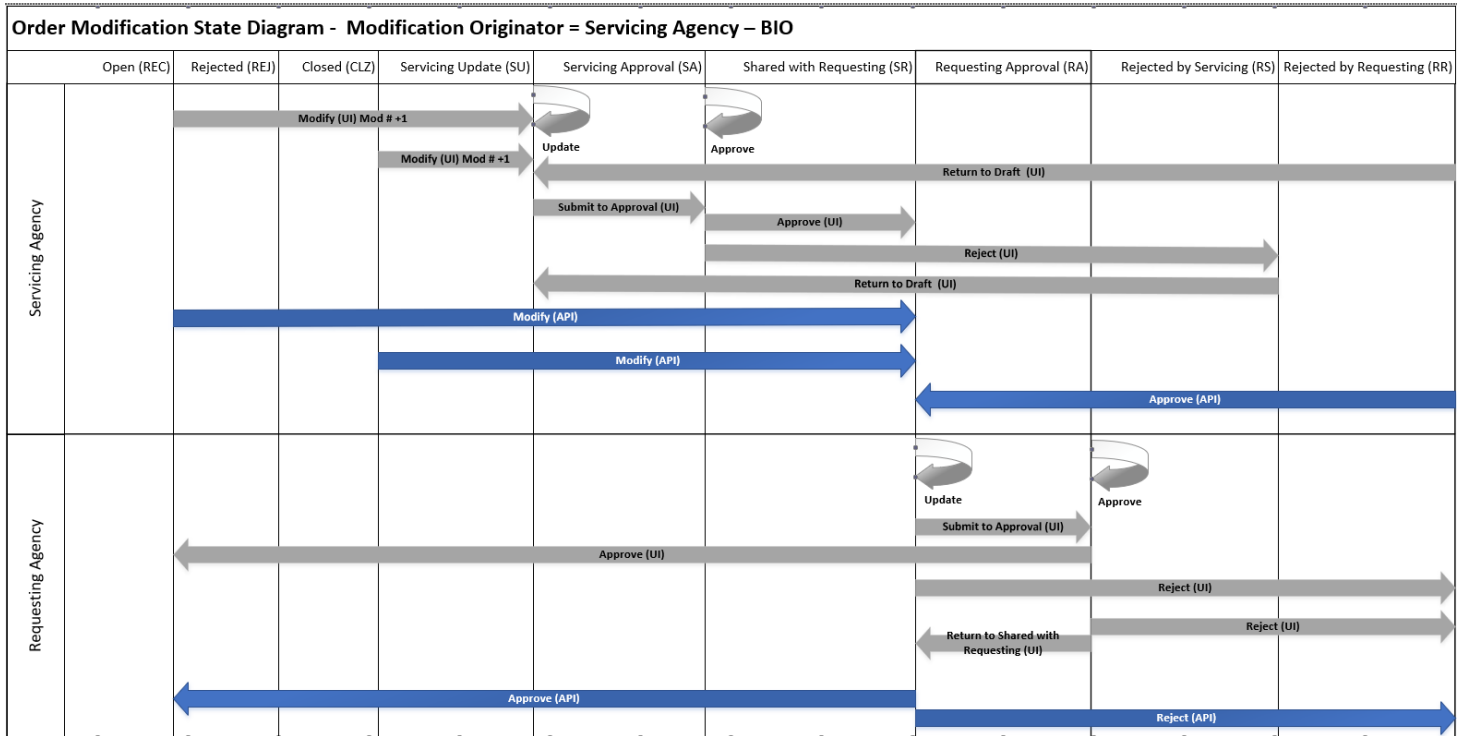 Order Modification State Diagram - Modification Originator = Servicing Agency – BIO
Open (REC) Rejected (REJ) Closed (CLZ) Servicing Update (SU) Servicing Approval (SA) Shared with Requesting (SR) Requesting Approval (RA) Rejected by Servicing (RS) Rejected by Requesting (RR)
Servicing Agency
Modify (UI) Mod # +1
Update
Approve
Modify (UI) Mod # +1
Return to Draft (UI)
Submit to Approval (UI)
Approve (UI)
Reject (UI)
Return to Draft (UI)
Modify (API)
Modify (API)
Approve (API)
Requesting Agency
Update
Approve
Submit to Approval (UI)
Approve (UI)
Reject (UI)
Reject (UI)
Return to Shared with
Requesting (UI)
Approve (API)
Reject (API)